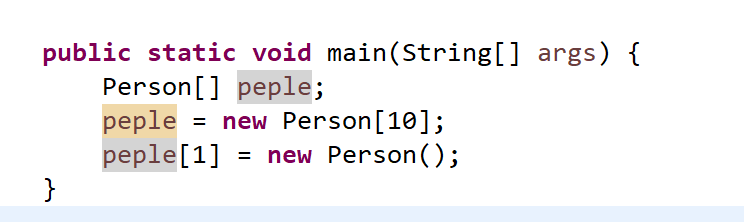 public static void main(String[] args) {
Person[] peple;
peple = new Person[10];
peple[1] = new Person();
}